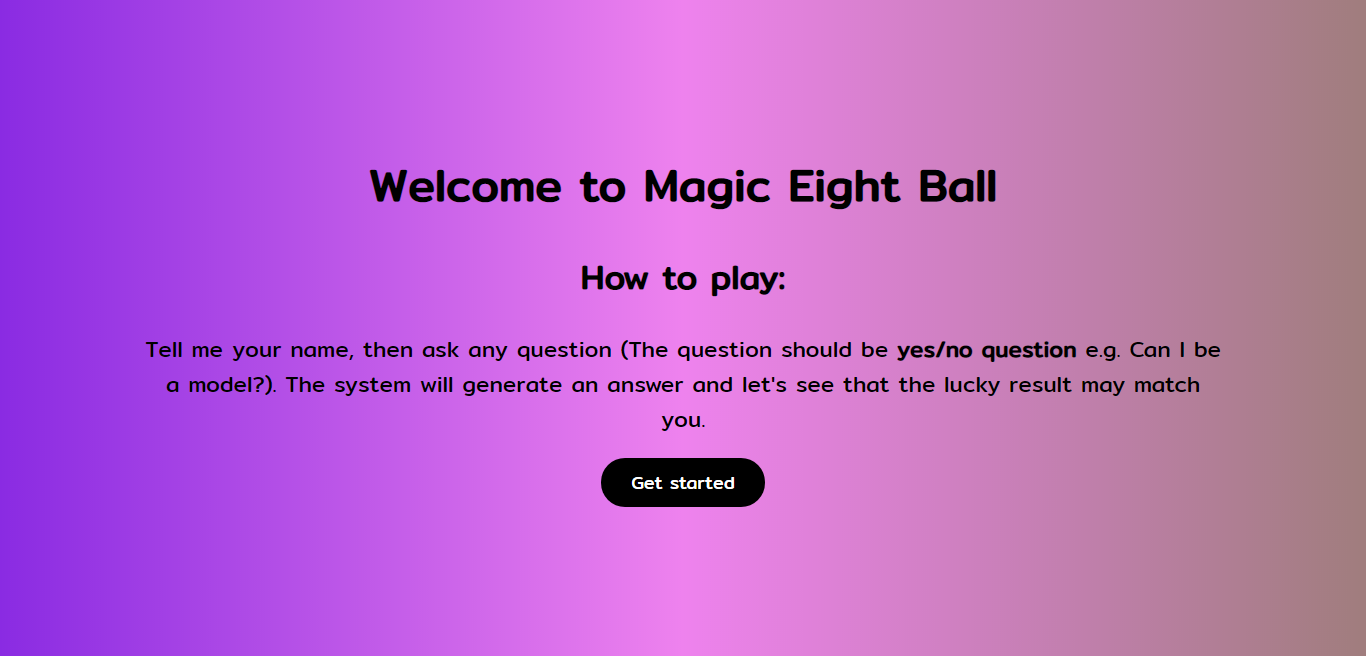 Welcome to Magic Eight Ball
How to play:
Tell me your name, then ask any question (The question should be yes/no question e.g. Can I be
a model?). The system will generate an answer and let's see that the lucky result may match
you.
Get started